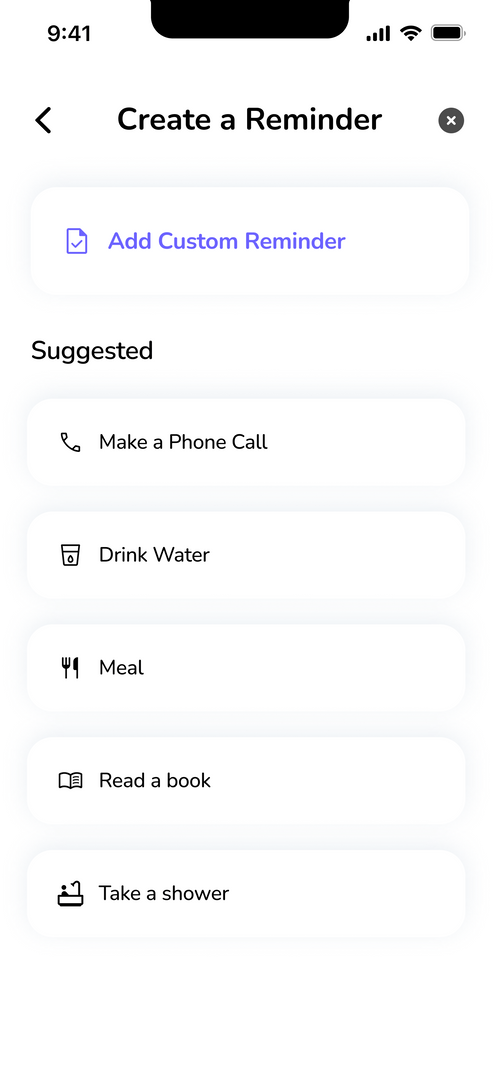 9:41
Create a Reminder
Add Custom Reminder
Suggested
Make a Phone Call
Drink Water
Meal
Read a book
Take a shower